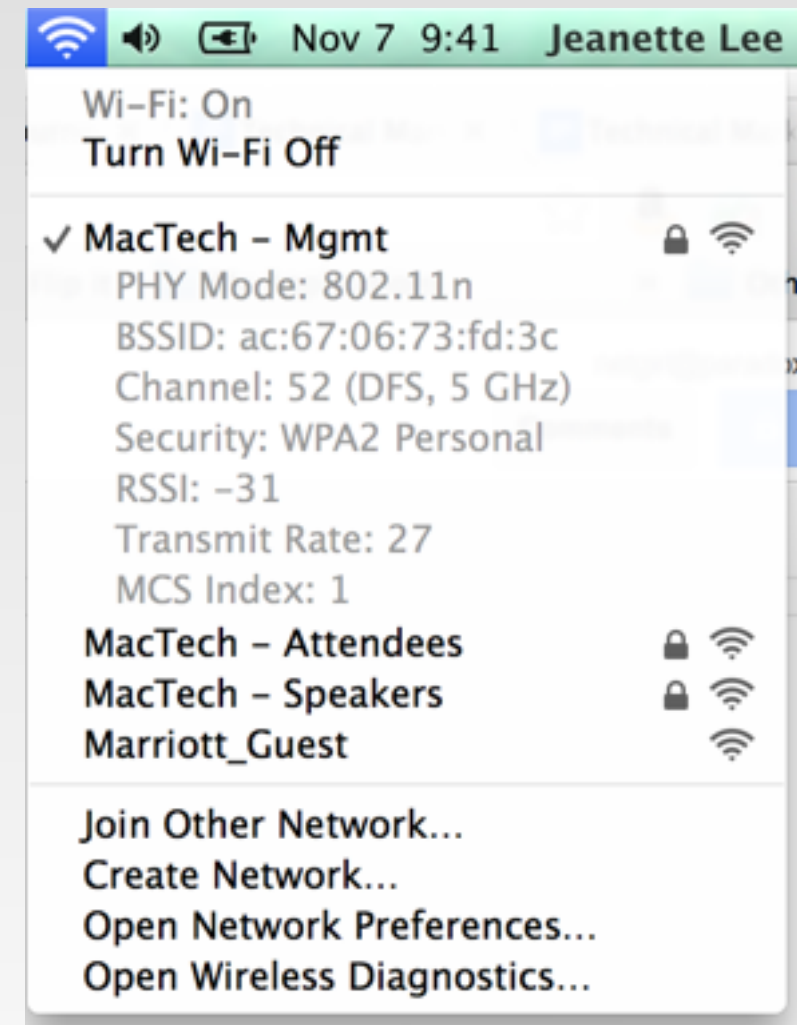 Nov 7 9:41 Jeanette Lee
Wi-Fi: On
Turn Wi-Fi Off
✓ MacTech – Mgmt
PHY Mode: 802.11n
BSSID: ac:67:06:73:fd:3c
Channel: 52 (DFS, 5 GHz)
Security: WPA2 Personal
RSSI: –31
Transmit Rate: 27
MCS Index: 1
MacTech – Attendees
MacTech – Speakers
Marriott_Guest
Join Other Network...
Create Network...
Open Network Preferences...
Open Wireless Diagnostics...